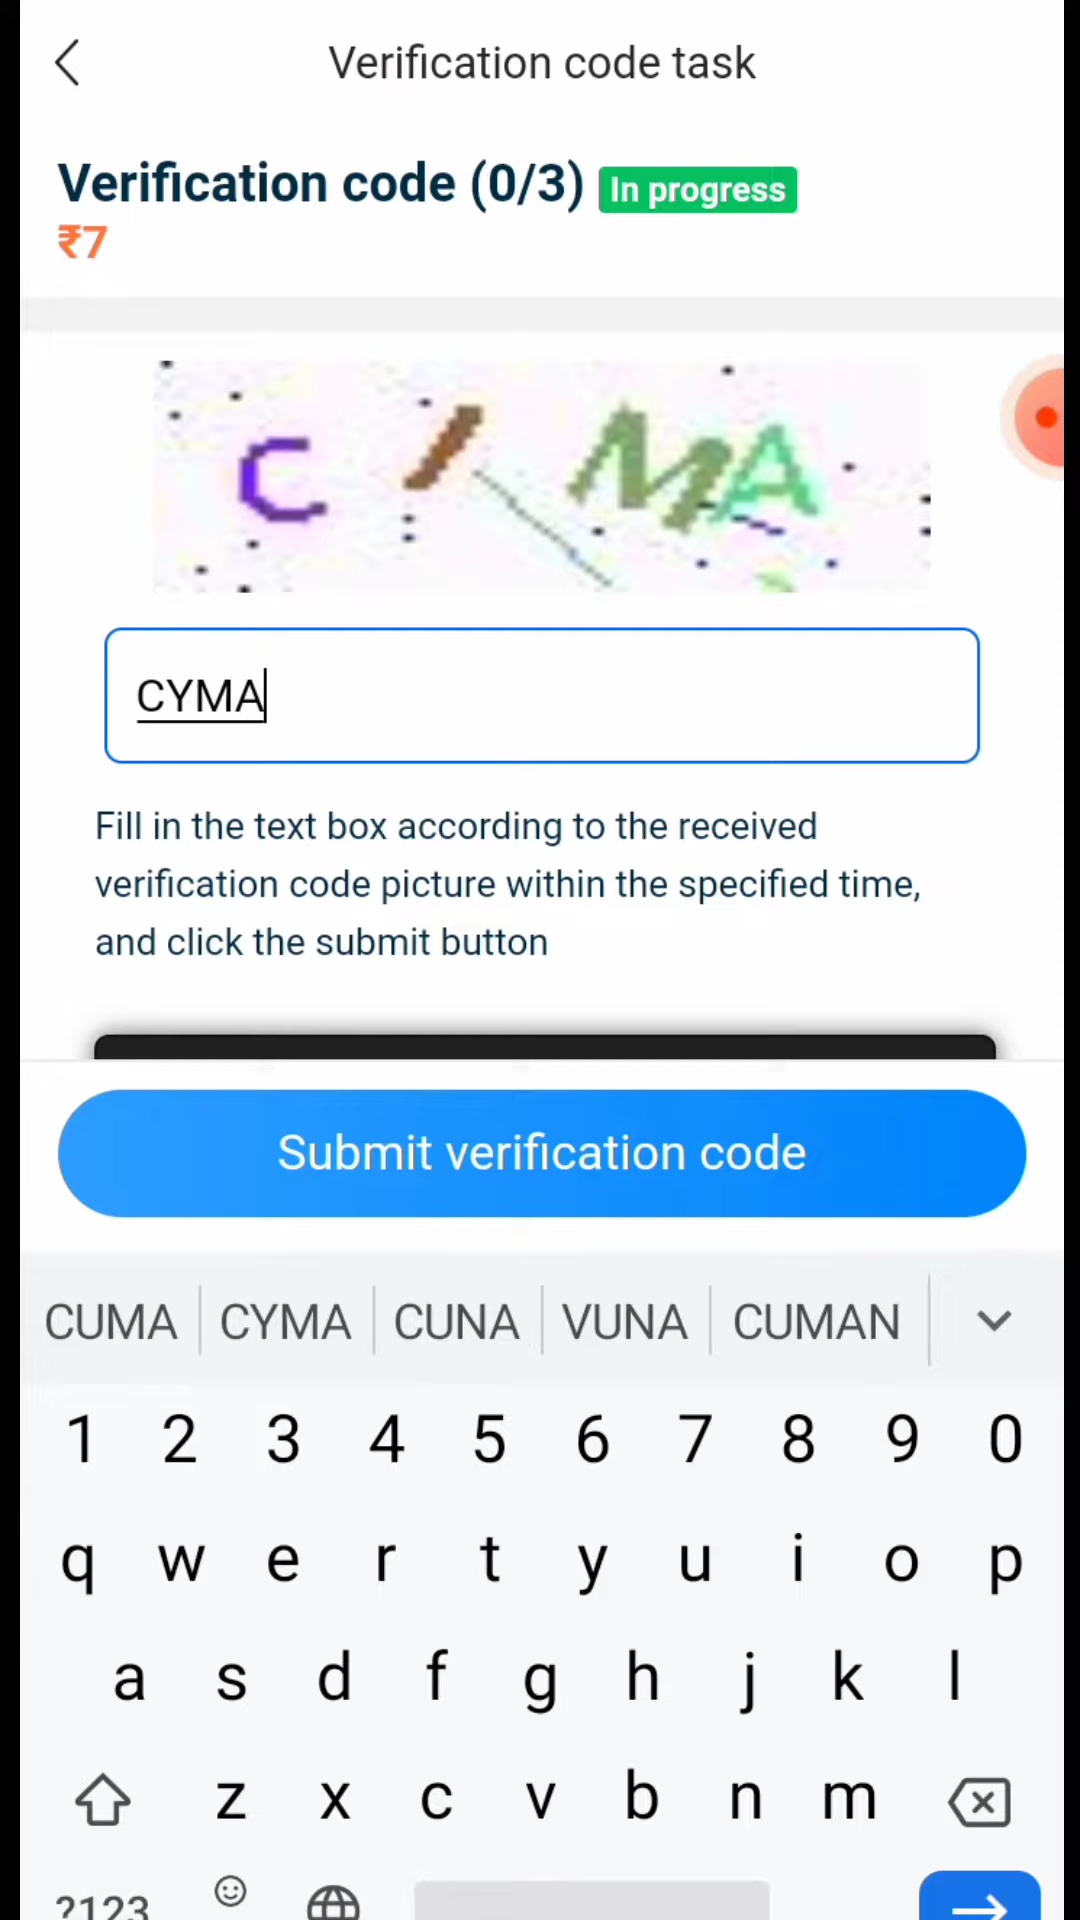 Verification code task
Verification code (0/3) In progress
₹7
C I MA
CYMA
Fill in the text box according to the received
verification code picture within the specified time,
and click the submit button
Submit verification code
CUMA CYMA CUNA VUNA CUMAN
1 2 3 4 5 6 7 8 9 0
q w e r t y u i o p
a s d f g h j k l
z x c v b n m
?123